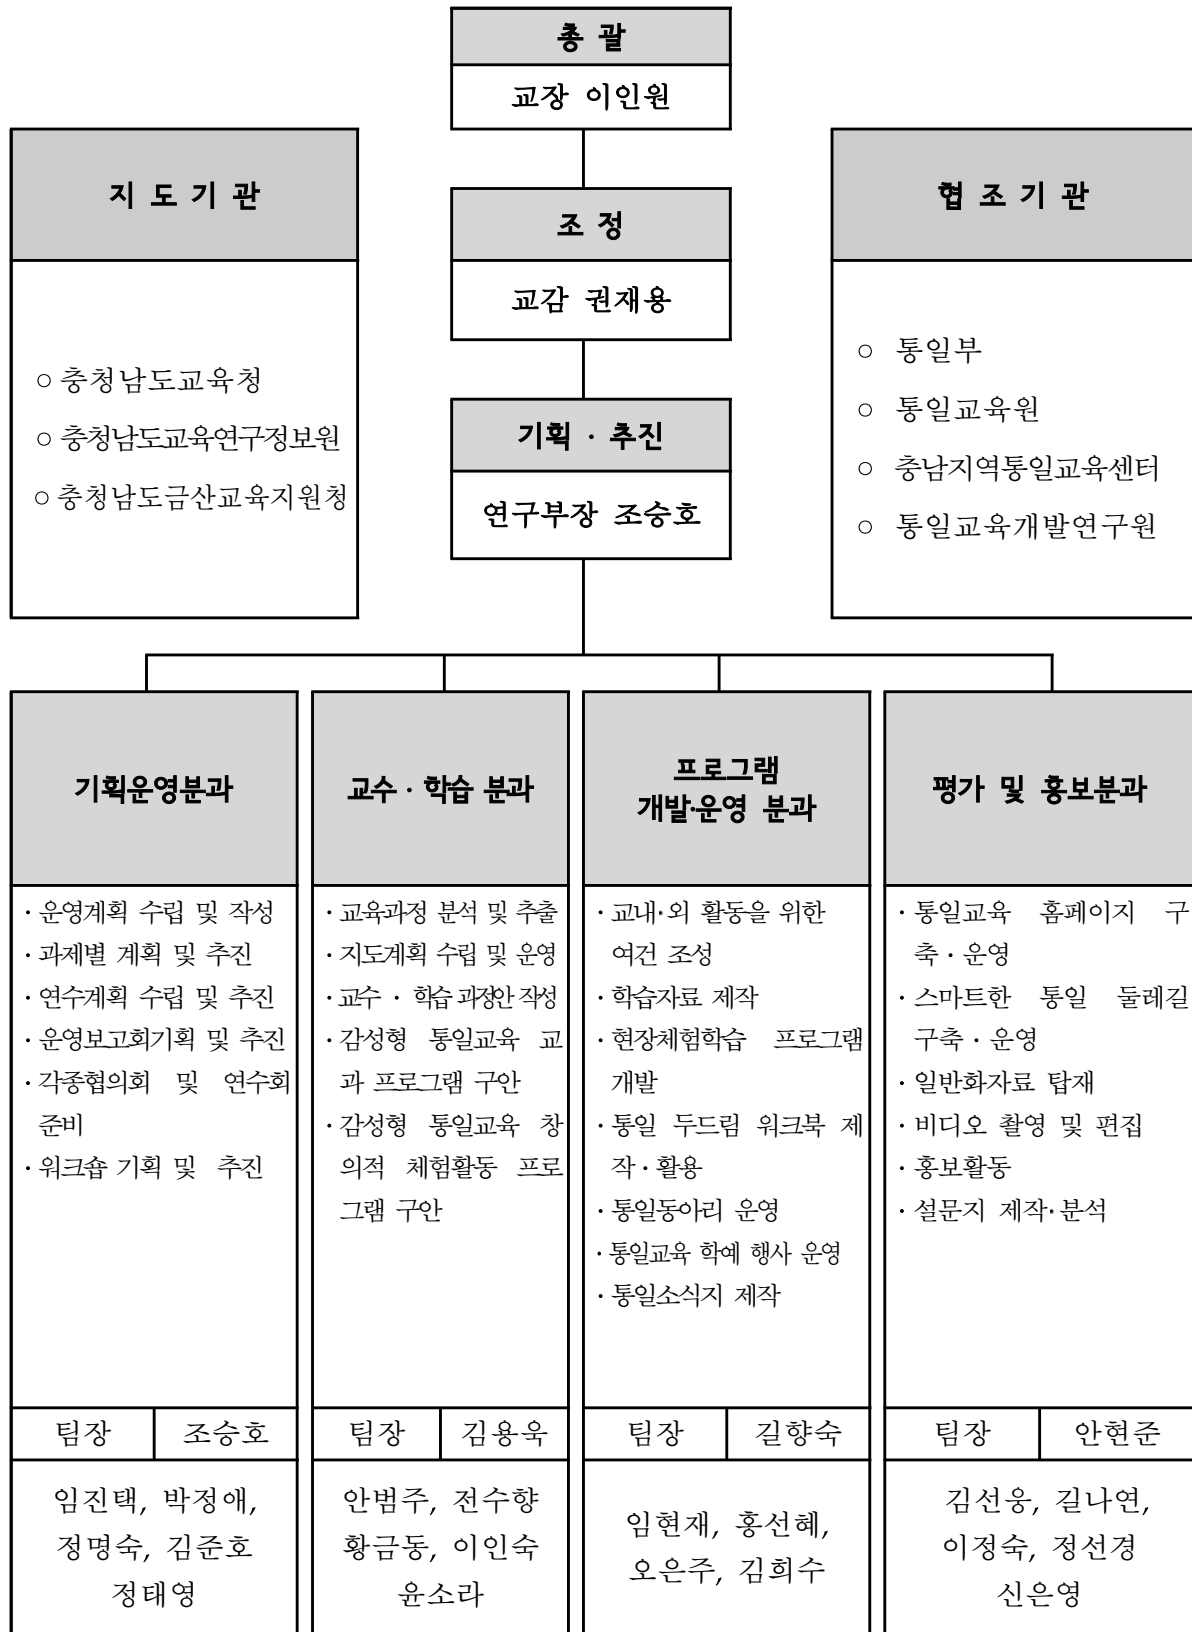 총 괄
교장 이인원
지 도 기 관
○ 충청남도교육청
○ 충청남도교육연구정보원
○ 충청남도금산교육지원청
조 정
교감 권재용
기획 · 추진
연구부장 조승호
협 조 기 관
○ 통일부
○ 통일교육원
○ 충남지역통일교육센터
○ 통일교육개발연구원
기획운영분과
· 운영계획 수립 및 작성
· 과제별 계획 및 추진
· 연수계획 수립 및 추진
· 운영보고회기획 및 추진
· 각종협의회 및 연수회
준비
· 워크숍 기획 및 추진
팀장 조승호
임진택, 박정애,
정명숙, 김준호
정태영
교수 · 학습 분과
· 교육과정 분석 및 추출
· 지도계획 수립 및 운영
· 교수 · 학습 과정안 작성
· 감성형 통일교육 교
과 프로그램 구안
· 감성형 통일교육 창
의적 체험활동 프로
그램 구안
팀장 김용욱
안범주, 전수향
황금동, 이인숙
윤소라
프로그램
개발·운영 분과
· 교내·외 활동을 위한
여건 조성
· 학습자료 제작
· 현장체험학습 프로그램
개발
· 통일 두드림 워크북 제
작·활용
· 통일동아리 운영
· 통일교육 학예 행사 운영
· 통일소식지 제작
팀장 길향숙
임현재, 홍선혜,
오은주, 김희수
평가 및 홍보분과
· 통일교육 홈페이지 구
축·운영
· 스마트한 통일 둘레길
구축·운영
· 일반화자료 탑재
· 비디오 촬영 및 편집
· 홍보활동
· 설문지 제작·분석
팀장 안현준
김선웅, 길나연,
이정숙, 정선경
신은영